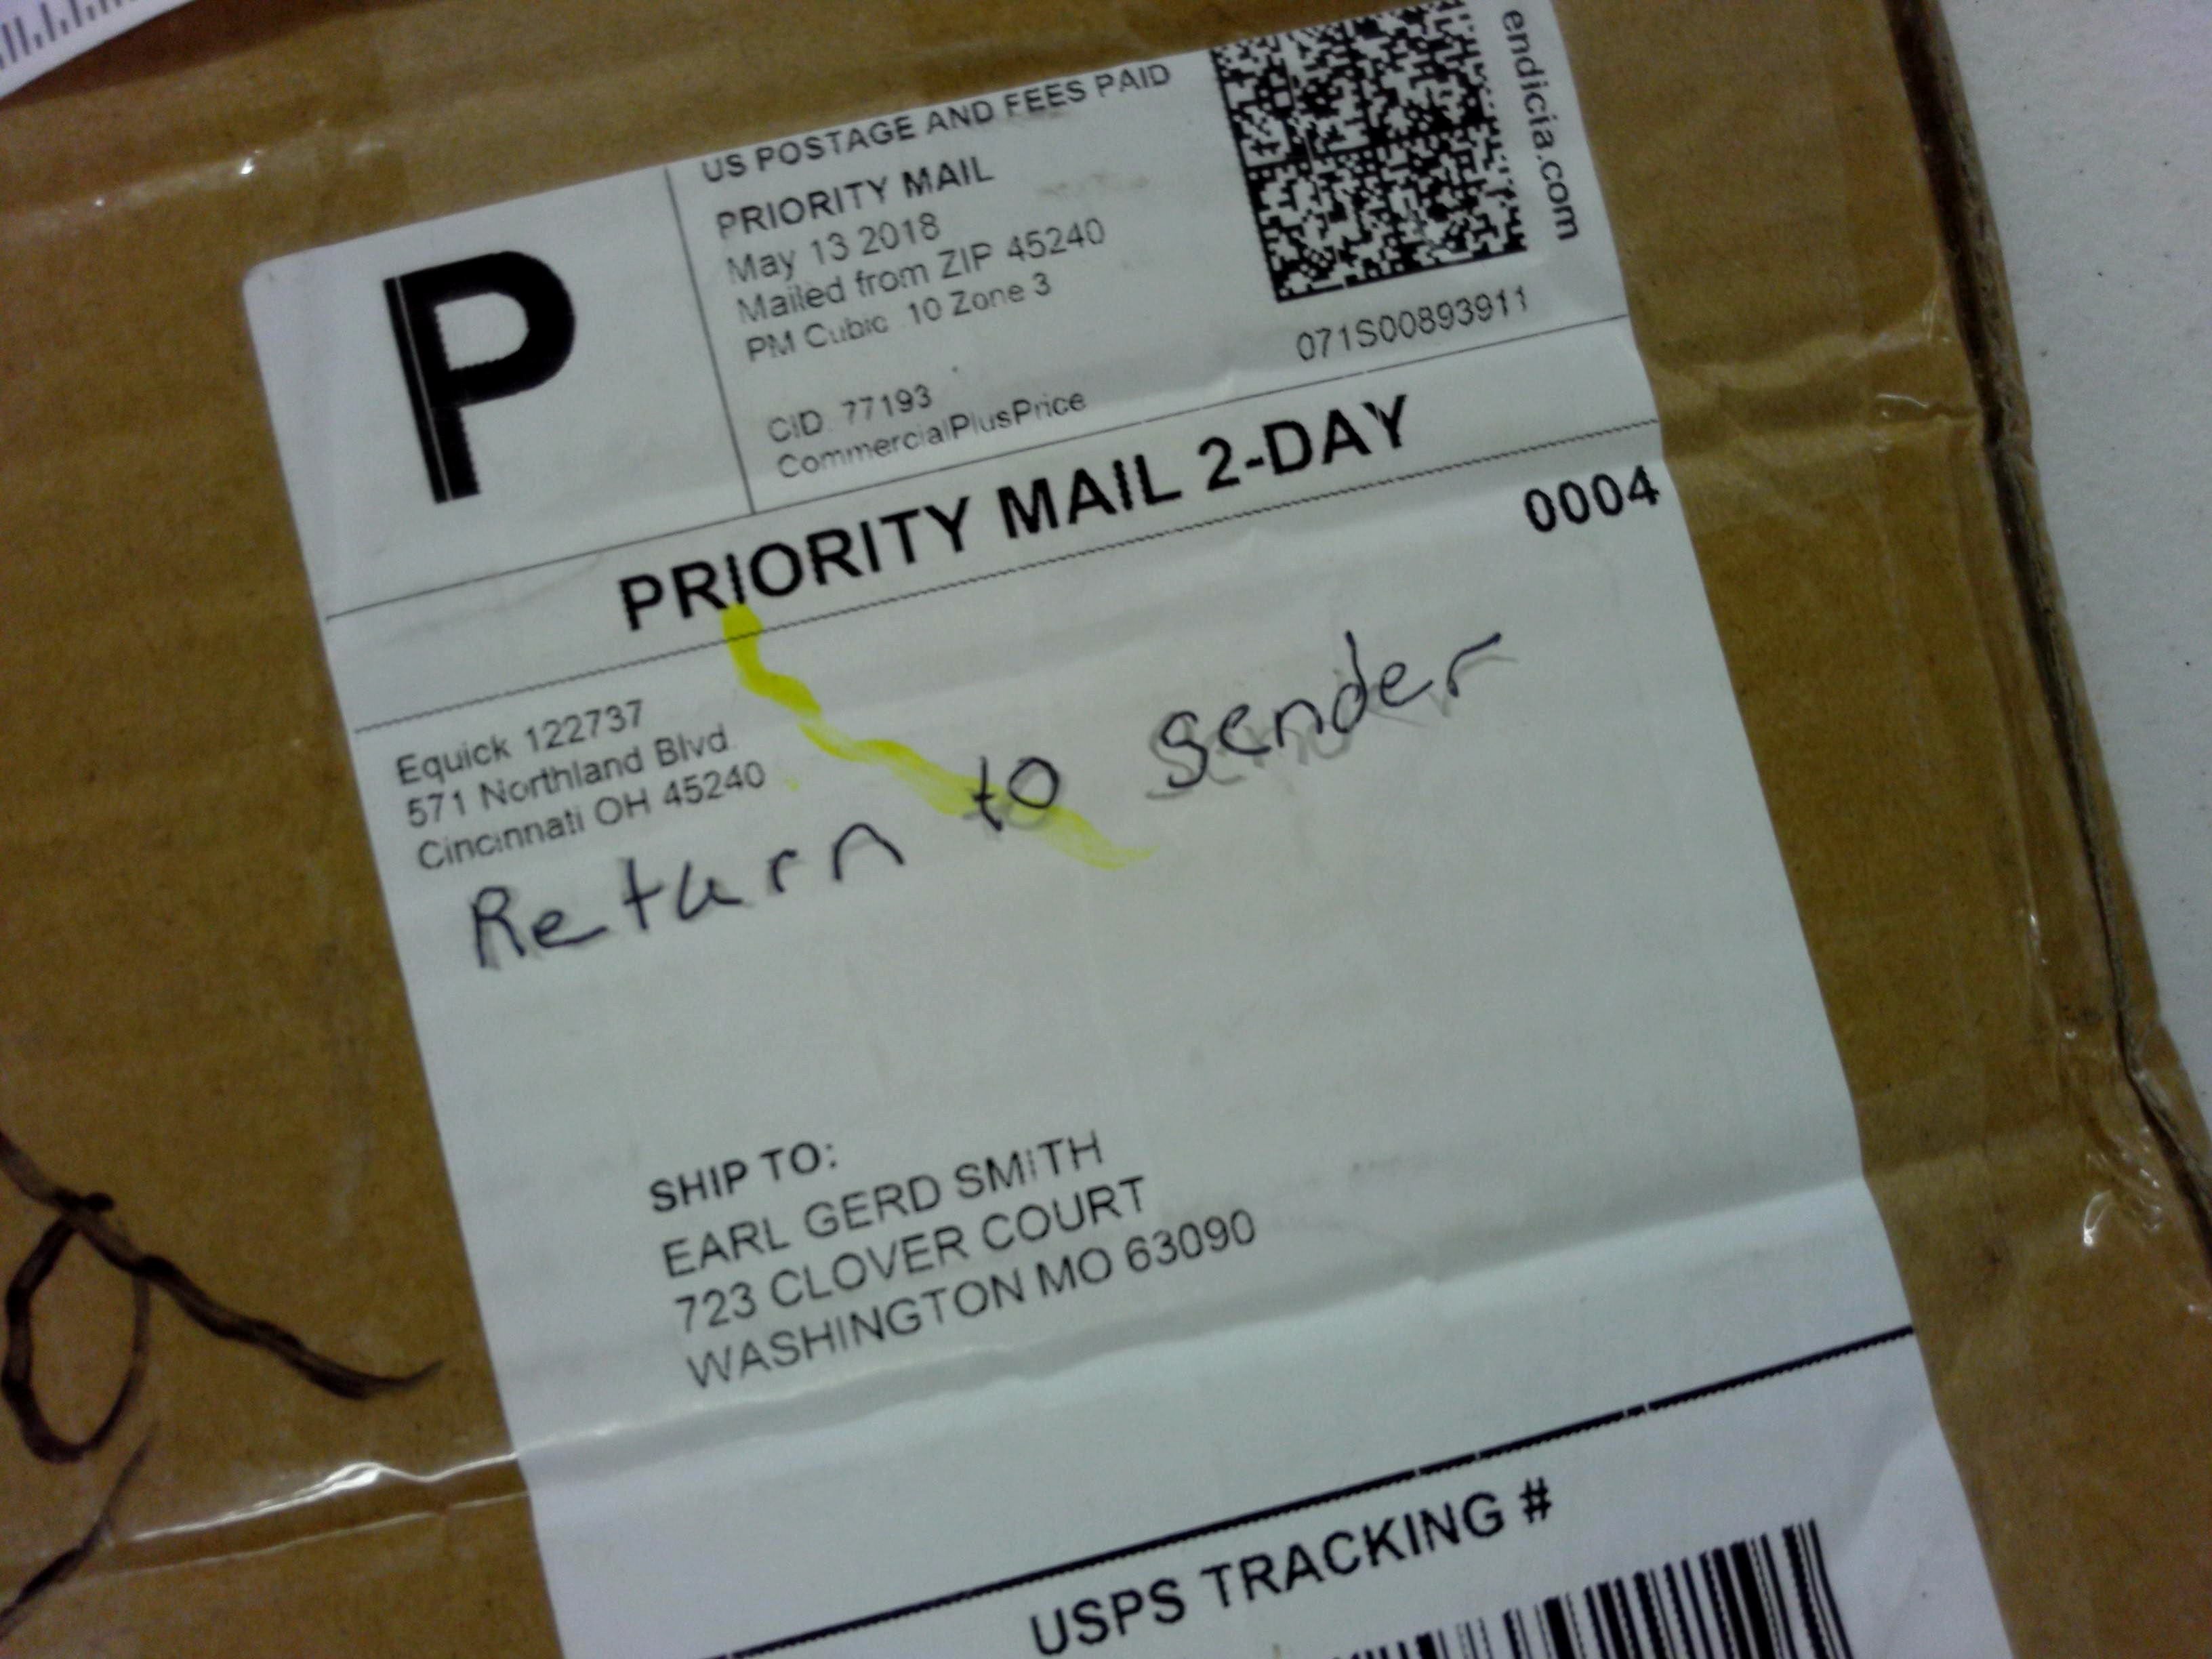 P
US POSTAGE AND FEES PAID
PRIORITY MAIL
May 13 2018
Mailed from ZIP 45240
PM Cubic .10 Zone 3
CID: 77193
CommercialPlusPrice
endicia.com
071S00893911
PRIORITY MAIL 2-DAY
0004
Equick 122737
571 Northland Blvd.
Cincinnati OH 45240
Return to sender
SHIP TO:
EARL GERD SMITH
723 CLOVER COURT
WASHINGTON MO 63090
USPS TRACKING #